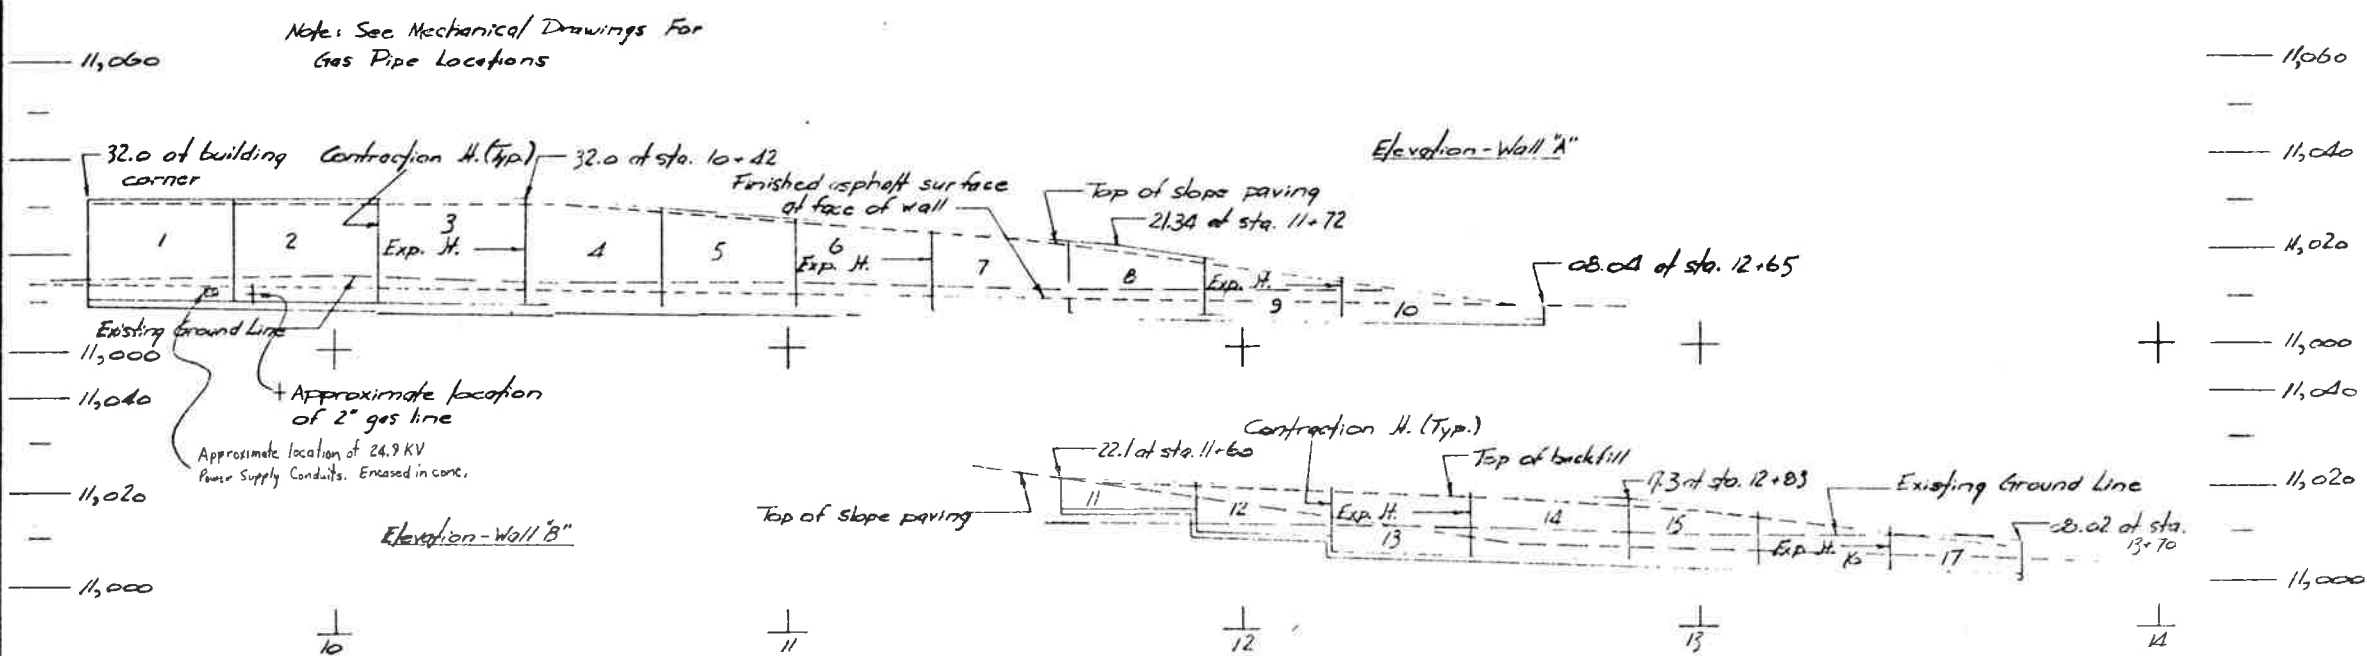 Note: See Mechanical Drawings For
Gas Pipe Locations
11,060
11,060
32.0 at building
corner
Contraction Jt. (Typ.)
32.0 at sta. 10+42
Elevation - Wall "A"
11,040
Finished asphalt surface
at face of wall
Top of slope paving
21.34 at sta. 11+72
1
2
3
Exp. Jt.
4
5
6
Exp. Jt.
7
8
Exp. Jt.
9
10
08.04 at sta. 12+65
11,020
Existing Ground Line
11,000
11,000
11,040
11,040
Approximate location
of 2" gas line
Approximate location of 24.9 KV
Power Supply Conduits. Encased in conc.
Contraction Jt. (Typ.)
22.1 at sta. 11+60
Top of backfill
17.3 at sta. 12+83
Existing Ground Line
11,020
11,020
Top of slope paving
Elevation - Wall "B"
11
12
Exp. Jt.
13
14
15
Exp. Jt.
16
17
08.02 at sta.
13+70
11,000
11,000
10
11
12
13
14